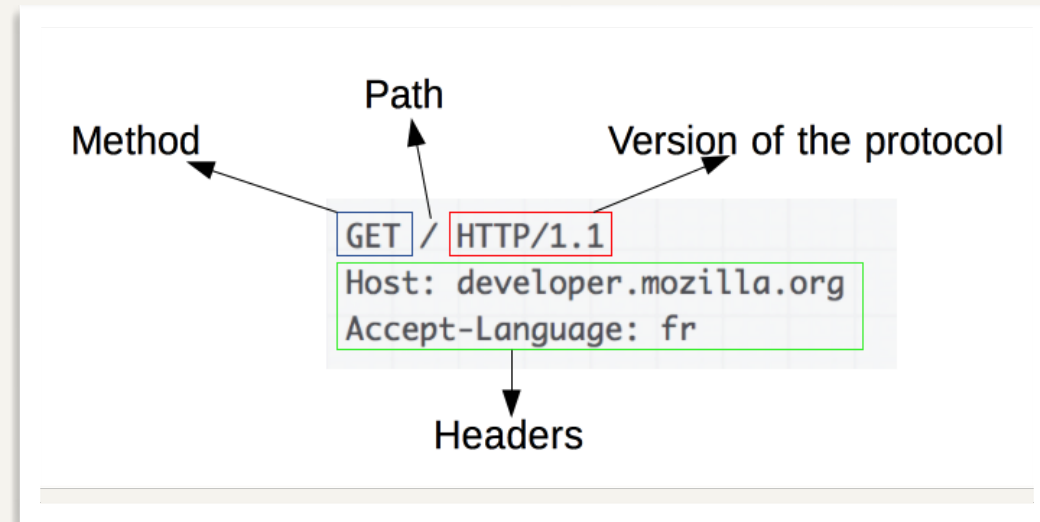 Path
Method
Version of the protocol
GET / HTTP/1.1
Host: developer.mozilla.org
Accept-Language: fr
Headers